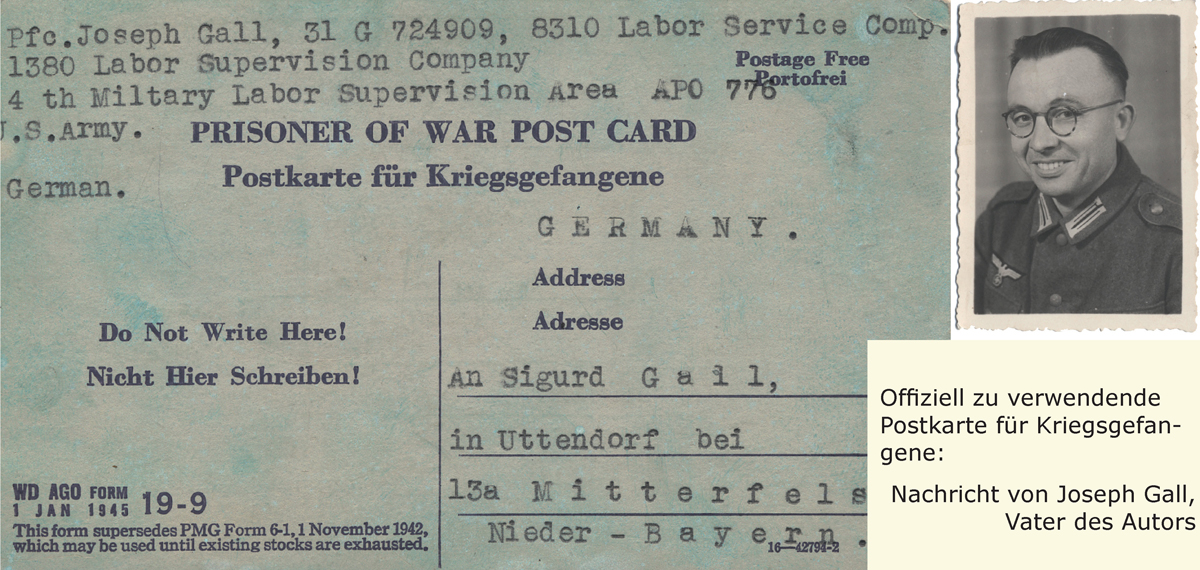 Pfc.Joseph Gall, 31 G 724909, 8310 Labor Service Comp.
1380 Labor Supervision Company
4 th Miltary Labor Supervision Area APO 776
U.S.Army.
German.
Postage Free
Portofrei
PRISONER OF WAR POST CARD
Postkarte für Kriegsgefangene
GERMANY.
Address
Adresse
Do Not Write Here!
Nicht Hier Schreiben!
An Sigurd Gall,
in Uttendorf bei
13a Mitterfels
Nieder - Bayern.
WD AGO FORM 19-9
1 JAN 1945
This form supersedes PMG Form 6-1, 1 November 1942,
which may be used until existing stocks are exhausted.
16—42794-2
Offiziell zu verwendende
Postkarte für Kriegsgefan-
gene:
Nachricht von Joseph Gall,
Vater des Autors